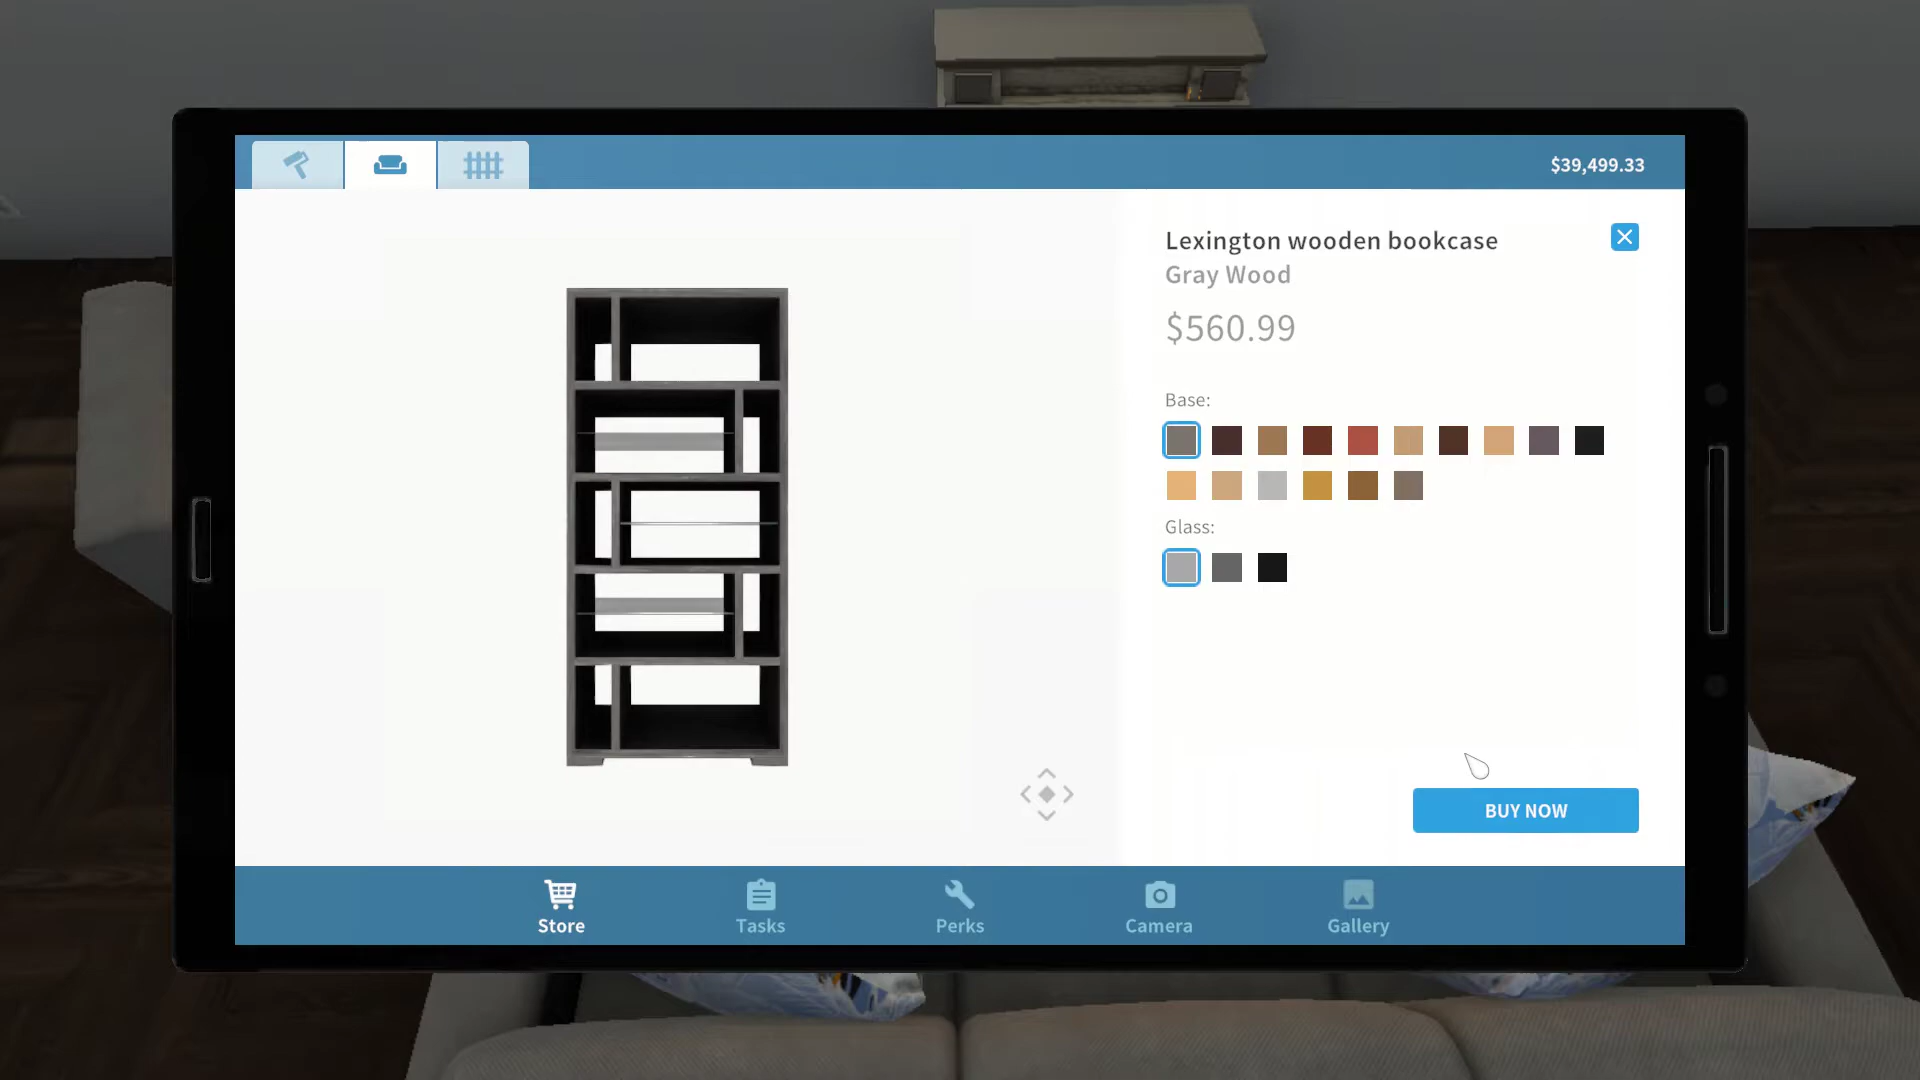 $39,499.33
Lexington wooden bookcase
Gray Wood
$560.99
Base:
Glass:
BUY NOW
Store
Tasks
Perks
Camera
Gallery